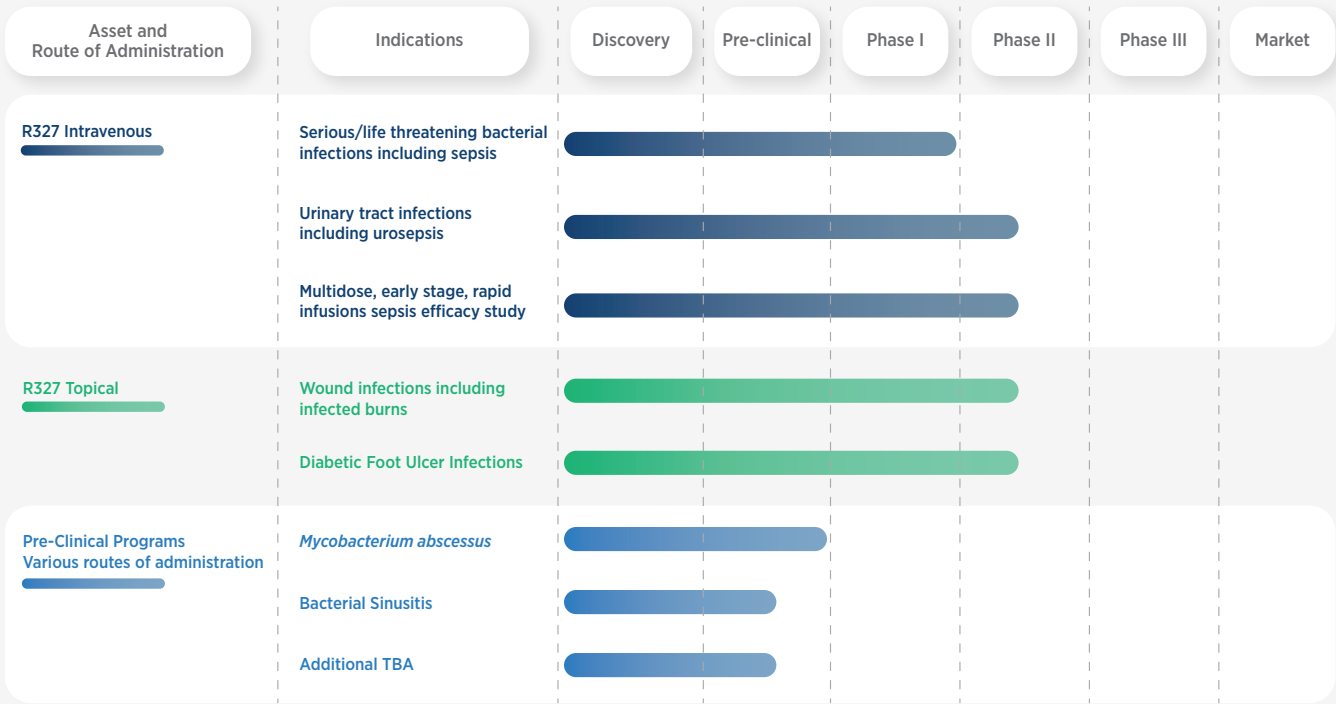 Asset and
Route of Administration
Indications
Discovery
Pre-clinical
Phase I
Phase II
Phase III
Market
R327 Intravenous
Serious/life threatening bacterial
infections including sepsis
Urinary tract infections
including urosepsis
Multidose, early stage, rapid
infusions sepsis efficacy study
R327 Topical
Wound infections including
infected burns
Diabetic Foot Ulcer Infections
Pre-Clinical Programs
Various routes of administration
Mycobacterium abscessus
Bacterial Sinusitis
Additional TBA